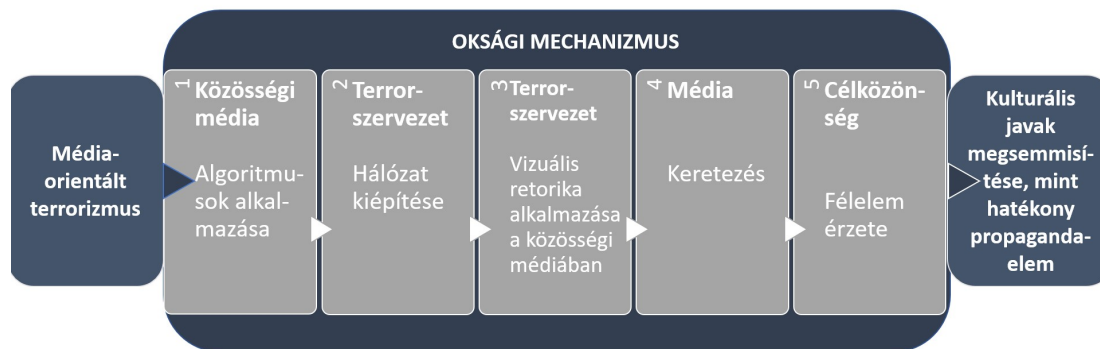 OKSÁGI MECHANIZMUS
Média-
orientált
terrorizmus
1 Közösségi
média
Algoritmu-
sok alkal-
mazása
2 Terror-
szervezet
Hálózat
kiépítése
3 Terror-
szervezet
Vizuális
retorika
alkalmazása
a közösségi
médiában
4 Média
Keretezés
5 Célközön-
ség
Félelem
érzete
Kulturális
javak
megsemmisí-
tése, mint
hatékony
propaganda-
elem